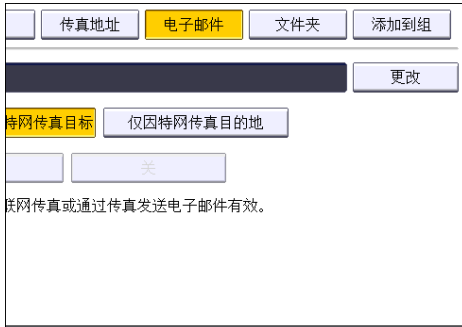 传真地址 电子邮件 文件夹 添加到组
更改
特网传真目标 仅因特网传真目的地
关
联网传真或通过传真发送电子邮件有效。